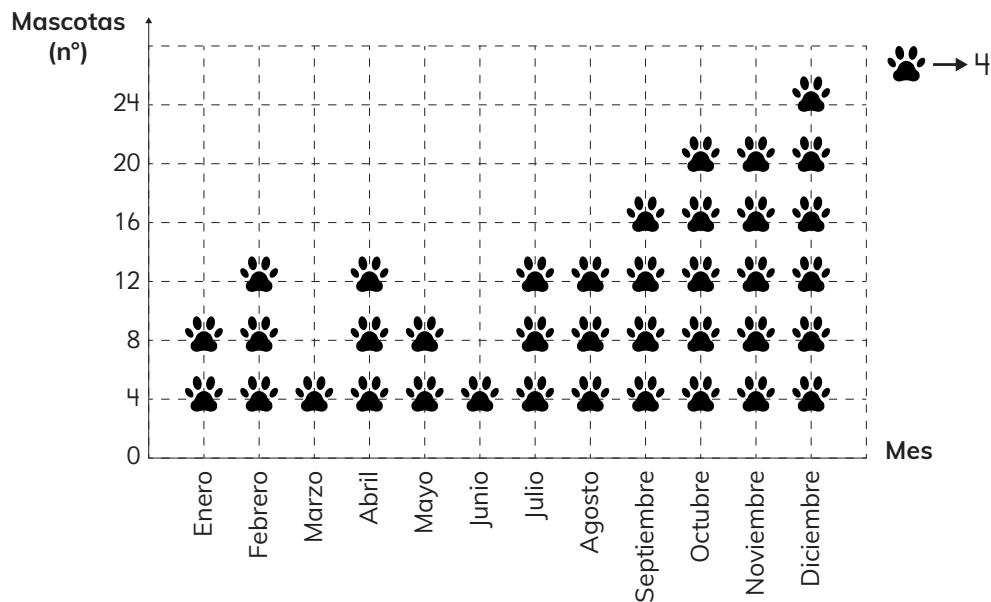 Mascotas
(nº)
4
24
20
16
12
8
4
0
Mes
Enero
Febrero
Marzo
Abril
Mayo
Junio
Julio
Agosto
Septiembre
Octubre
Noviembre
Diciembre